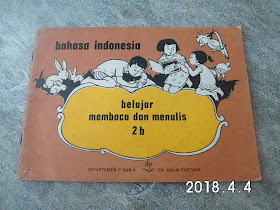 bahasa indonesia
belajar
membaca dan menulis
2b
DEPARTEMEN P DAN K
PN. BALAI PUSTAKA
2018.4.4